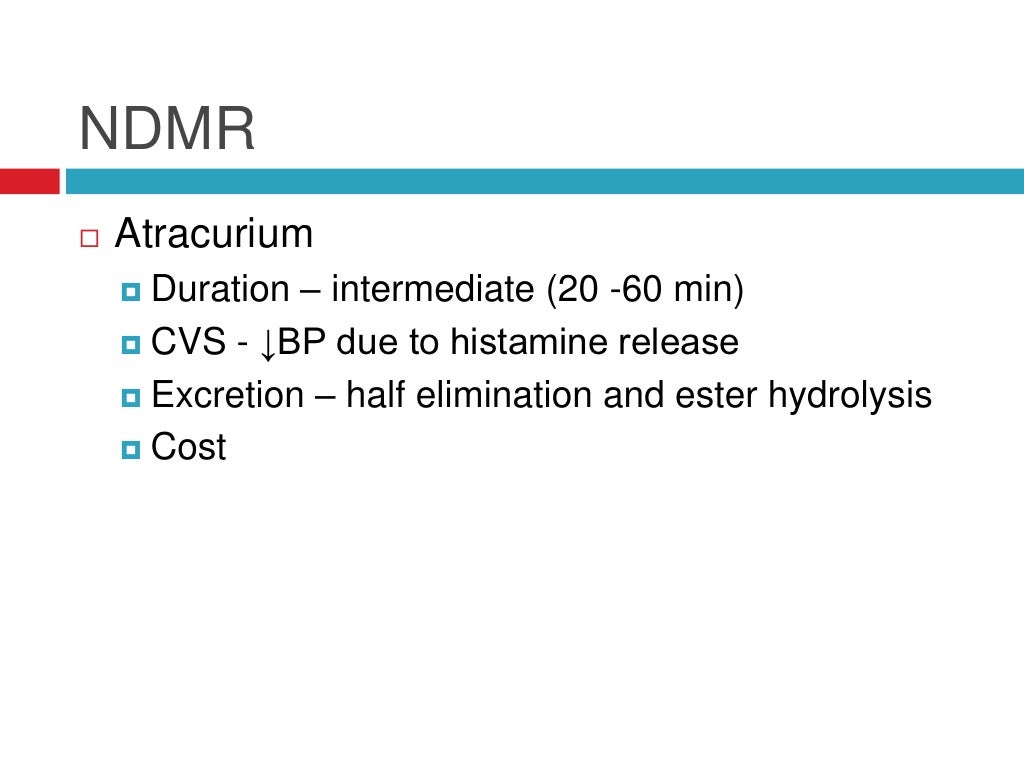 NDMR
Atracurium
Duration – intermediate (20 -60 min)
CVS - ↓BP due to histamine release
Excretion – half elimination and ester hydrolysis
Cost